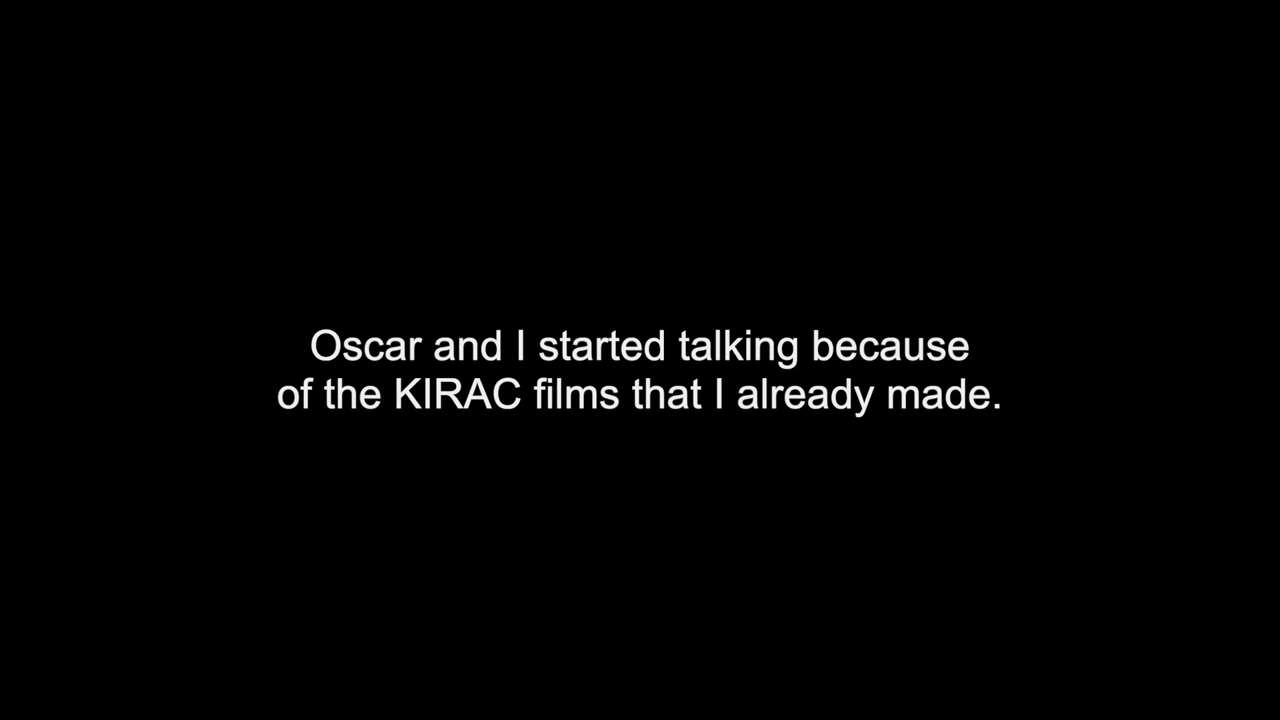 Oscar and I started talking because
of the KIRAC films that I already made.